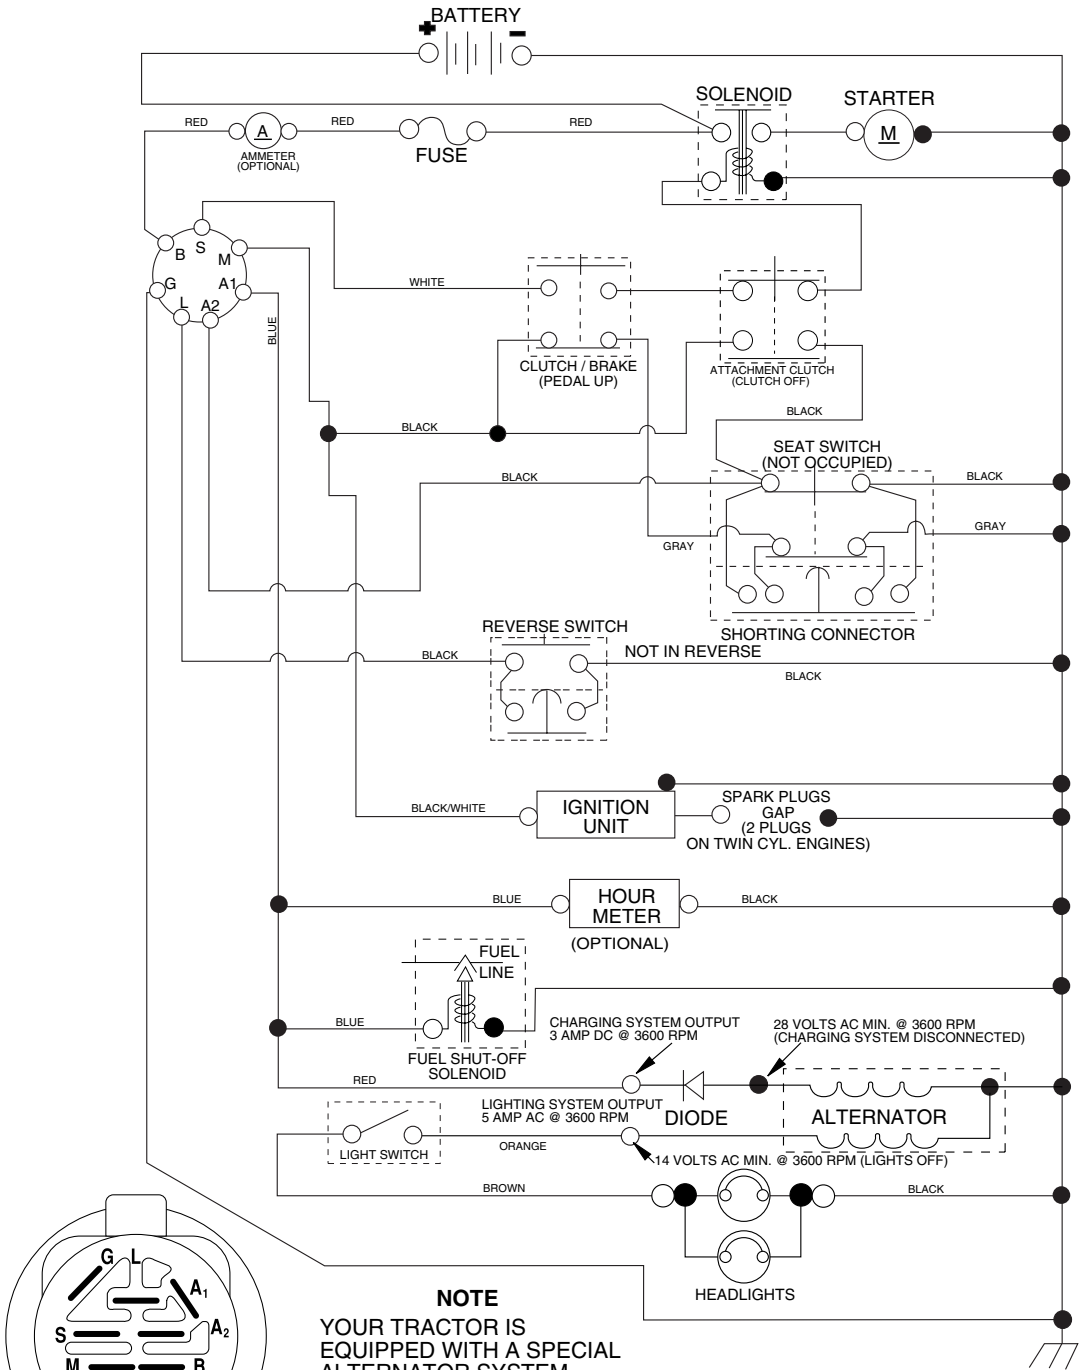 BATTERY
SOLENOID
STARTER
RED
A
RED
RED
M
AMMETER
(OPTIONAL)
FUSE
B
S
M
G
A1
L
A2
WHITE
BLUE
CLUTCH / BRAKE
(PEDAL UP)
ATTACHMENT CLUTCH
(CLUTCH OFF)
BLACK
BLACK
SEAT SWITCH
(NOT OCCUPIED)
BLACK
BLACK
GRAY
GRAY
SHORTING CONNECTOR
REVERSE SWITCH
NOT IN REVERSE
BLACK
BLACK
BLACK/WHITE
IGNITION
UNIT
SPARK PLUGS
GAP
(2 PLUGS
ON TWIN CYL. ENGINES)
BLUE
HOUR
METER
BLACK
(OPTIONAL)
FUEL
LINE
BLUE
FUEL SHUT-OFF
SOLENOID
CHARGING SYSTEM OUTPUT
3 AMP DC @ 3600 RPM
28 VOLTS AC MIN. @ 3600 RPM
(CHARGING SYSTEM DISCONNECTED)
RED
LIGHTING SYSTEM OUTPUT
5 AMP AC @ 3600 RPM
DIODE
ALTERNATOR
LIGHT SWITCH
ORANGE
14 VOLTS AC MIN. @ 3600 RPM (LIGHTS OFF)
BROWN
BLACK
HEADLIGHTS
G
L
A1
A2
S
M
B
NOTE
YOUR TRACTOR IS
EQUIPPED WITH A SPECIAL
ALTERNATOR SYSTEM